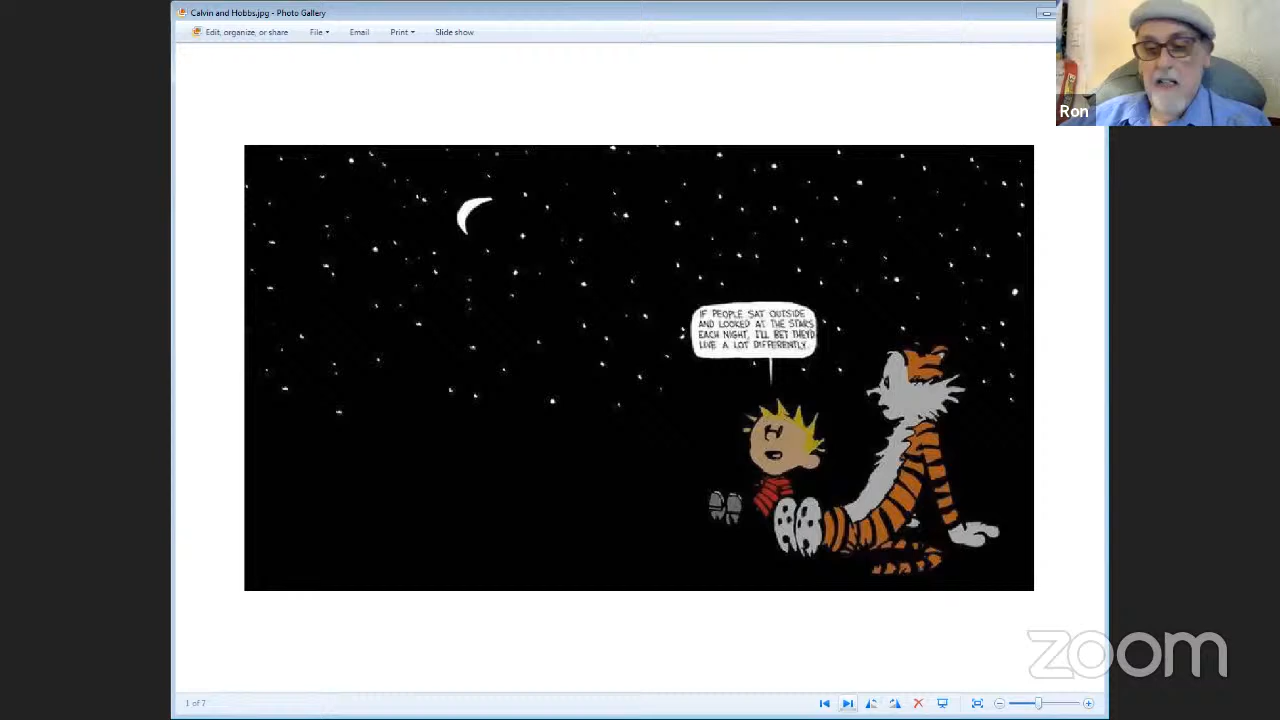 Calvin and Hobbs.jpg - Photo Gallery
Edit, organize, or share File Email Print Slide show
Ron
IF PEOPLE SAT OUTSIDE
AND LOOKED AT THE STARS
EACH NIGHT, I'LL BET THEY'D
LIVE A LOT DIFFERENTLY.
zoom
1 of 7